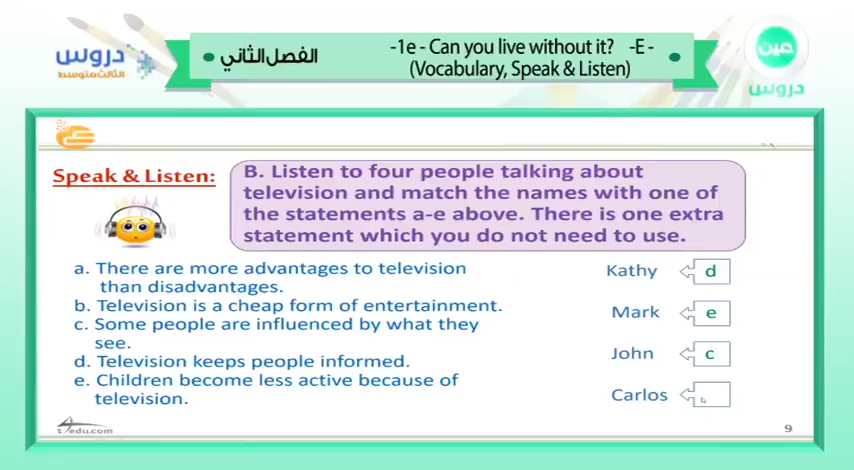 دروس
الثالث متوسط
الفصل الثاني
-1e - Can you live without it? -E -
(Vocabulary, Speak & Listen)
عين
دروس
Speak & Listen:
B. Listen to four people talking about
television and match the names with one of
the statements a-e above. There is one extra
statement which you do not need to use.
a. There are more advantages to television
than disadvantages.
b. Television is a cheap form of entertainment.
c. Some people are influenced by what they
see.
d. Television keeps people informed.
e. Children become less active because of
television.
Kathy d
Mark e
John c
Carlos
t4edu.com
9